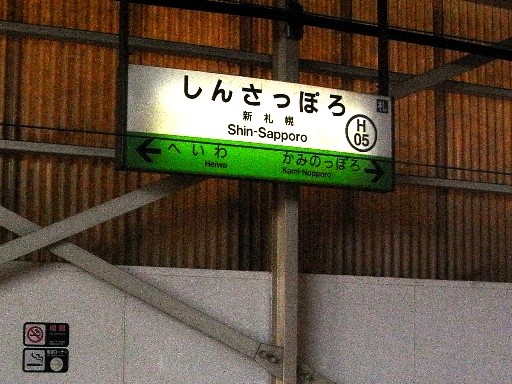 しんさっぽろ
札
新札幌
Shin-Sapporo
H
05
へいわ
Heiwa
かみのっぽろ
Kami-Nopporo